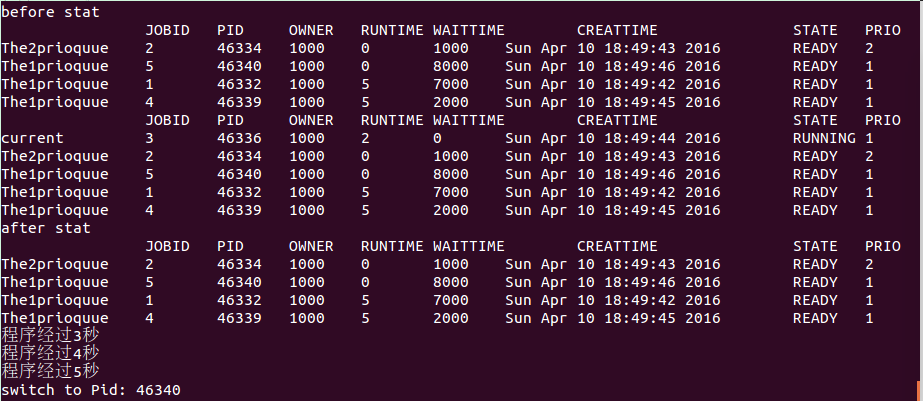 before stat
JOBID PID OWNER RUNTIME WAITTIME CREATTIME STATE PRIO
The2prioquue 2 46334 1000 0 1000 Sun Apr 10 18:49:43 2016 READY 2
The1prioquue 5 46340 1000 0 8000 Sun Apr 10 18:49:46 2016 READY 1
The1prioquue 1 46332 1000 5 7000 Sun Apr 10 18:49:42 2016 READY 1
The1prioquue 4 46339 1000 5 2000 Sun Apr 10 18:49:45 2016 READY 1
JOBID PID OWNER RUNTIME WAITTIME CREATTIME STATE PRIO
current 3 46336 1000 2 0 Sun Apr 10 18:49:44 2016 RUNNING 1
The2prioquue 2 46334 1000 0 1000 Sun Apr 10 18:49:43 2016 READY 2
The1prioquue 5 46340 1000 0 8000 Sun Apr 10 18:49:46 2016 READY 1
The1prioquue 1 46332 1000 5 7000 Sun Apr 10 18:49:42 2016 READY 1
The1prioquue 4 46339 1000 5 2000 Sun Apr 10 18:49:45 2016 READY 1
after stat
JOBID PID OWNER RUNTIME WAITTIME CREATTIME STATE PRIO
The2prioquue 2 46334 1000 0 1000 Sun Apr 10 18:49:43 2016 READY 2
The1prioquue 5 46340 1000 0 8000 Sun Apr 10 18:49:46 2016 READY 1
The1prioquue 1 46332 1000 5 7000 Sun Apr 10 18:49:42 2016 READY 1
The1prioquue 4 46339 1000 5 2000 Sun Apr 10 18:49:45 2016 READY 1
程序经过3秒
程序经过4秒
程序经过5秒
switch to Pid: 46340